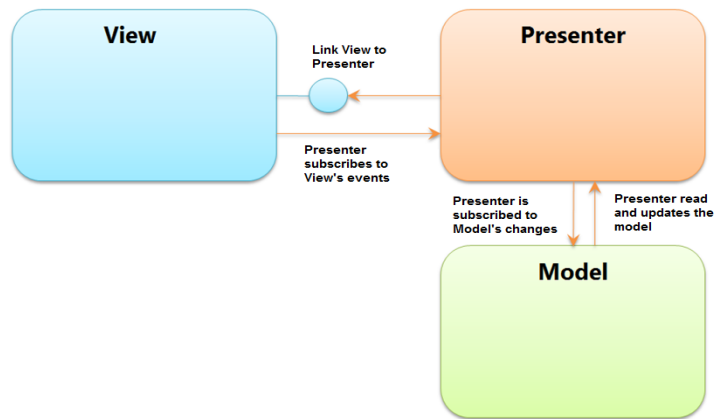 View
Link View to
Presenter
Presenter
Presenter
subscribes to
View's events
Presenter is
subscribed to
Model's changes
Presenter read
and updates the
model
Model